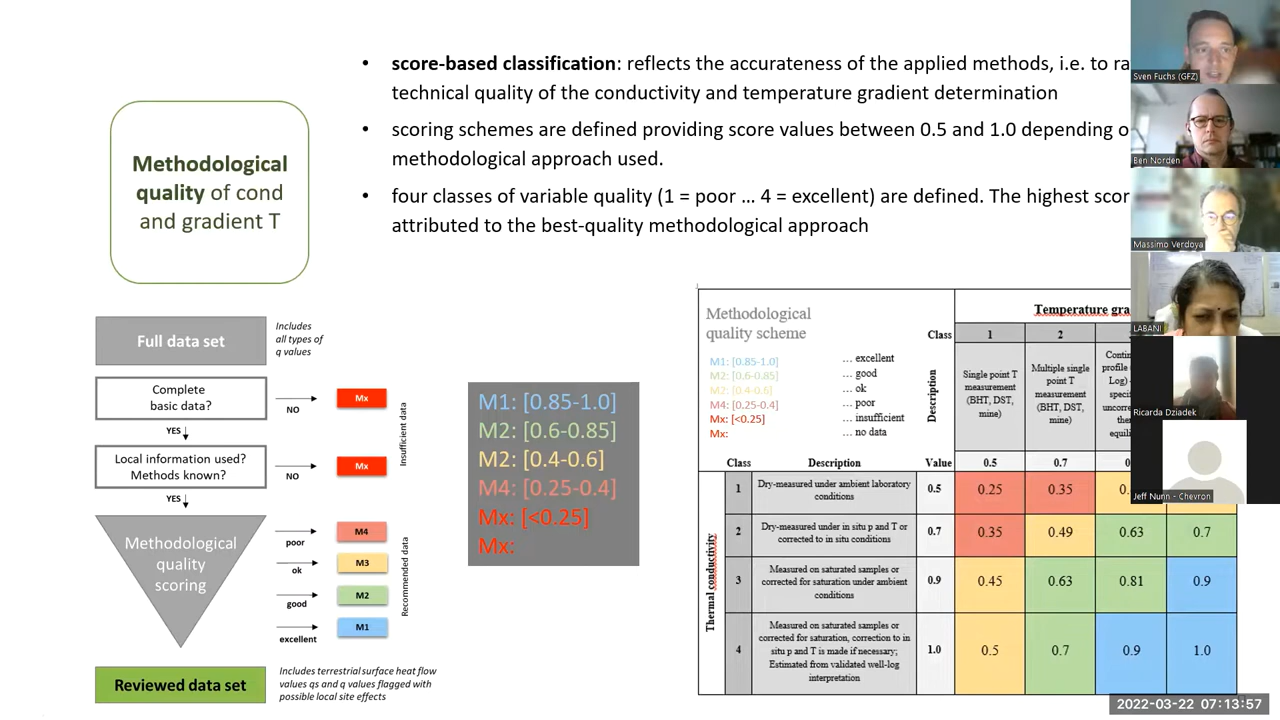 score-based classification: reflects the accurateness of the applied methods, i.e. to ra
technical quality of the conductivity and temperature gradient determination
scoring schemes are defined providing score values between 0.5 and 1.0 depending o
methodological approach used.
four classes of variable quality (1 = poor … 4 = excellent) are defined. The highest scor
attributed to the best-quality methodological approach
Methodological
quality of cond
and gradient T
Full data set
Includes
all types of
q values
Complete
basic data?
NO
Mx
YES
Local information used?
Methods known?
NO
Mx
YES
Insufficient data
Methodological
quality
scoring
poor
M4
ok
M3
good
M2
excellent
M1
Recommended data
Reviewed data set
Includes terrestrial surface heat flow
values qs and q values flagged with
possible local site effects
M1: [0.85-1.0]
M2: [0.6-0.85]
M2: [0.4-0.6]
M4: [0.25-0.4]
Mx: [<0.25]
Mx:
Methodological
quality scheme
M1: [0.85-1.0] … excellent
M2: [0.6-0.85] … good
M2: [0.4-0.6] … ok
M4: [0.25-0.4] … poor
Mx: [<0.25] … insufficient
Mx: … no data
Temperature gra
Class 1 2
Description
Single point T
measurement
(BHT, DST,
mine)
Multiple single
point T
measurement
(BHT, DST,
mine)
Contin
profile
Log)
speci
uncorre
ther
equili
Class Description Value 0.5 0.7 0
Thermal conductivity
1 Dry-measured under ambient laboratory
conditions
0.5 0.25 0.35 0.
2 Dry-measured under in situ p and T or
corrected to in situ conditions
0.7 0.35 0.49 0.63 0.7
3 Measured on saturated samples or
corrected for saturation under ambient
conditions
0.9 0.45 0.63 0.81 0.9
4 Measured on saturated samples or
corrected for saturation, correction to in
situ p and T is made if necessary;
Estimated from validated well-log
interpretation
1.0 0.5 0.7 0.9 1.0
Sven Fuchs (GFZ)
Ben Norden
Massimo Verdoya
LABANI
Ricarda Dziadek
Jeff Nunn - Chevron
2022-03-22 07:13:57